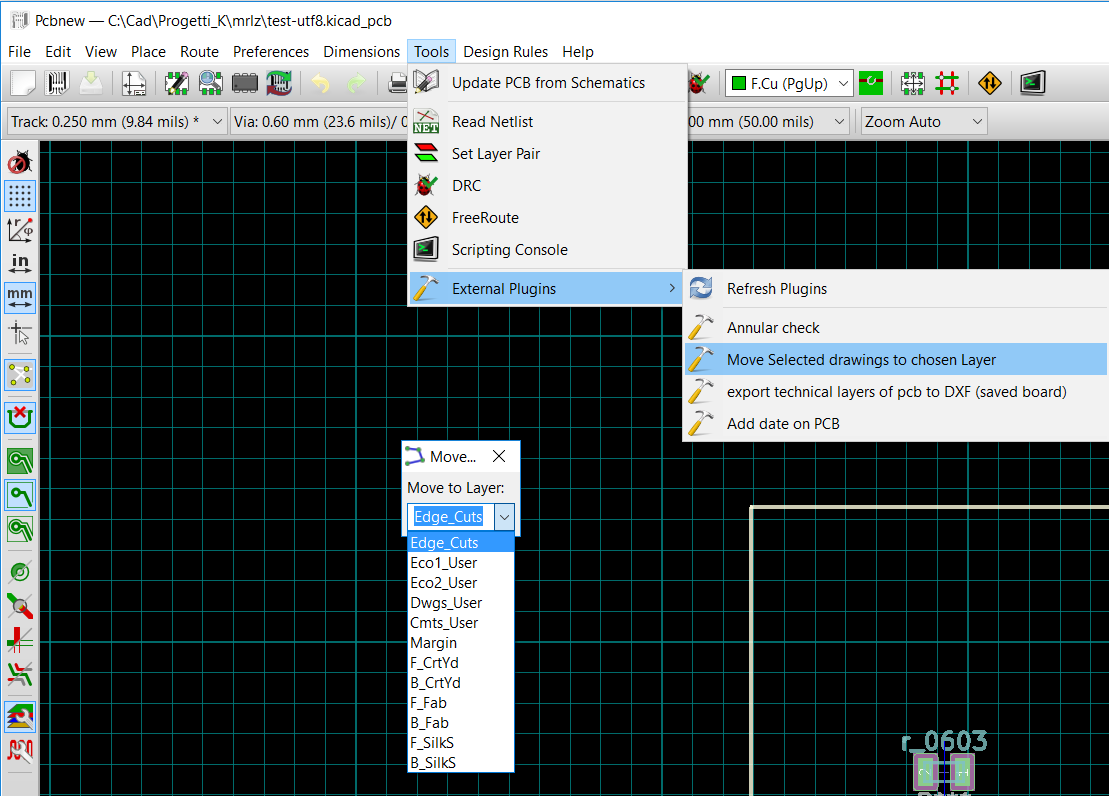 Pcbnew — C:\Cad\Progetti_K\mrlz\test-utf8.kicad_pcb
File Edit View Place Route Preferences Dimensions Tools Design Rules Help
F.Cu (PgUp)
Track: 0.250 mm (9.84 mils) * Via: 0.60 mm (23.6 mils)/ 0 00 mm (50.00 mils) Zoom Auto
Update PCB from Schematics
NET Read Netlist
Set Layer Pair
DRC
FreeRoute
Scripting Console
External Plugins
Refresh Plugins
Annular check
Move Selected drawings to chosen Layer
export technical layers of pcb to DXF (saved board)
Add date on PCB
in
mm
Move...
Move to Layer:
Edge_Cuts
Edge_Cuts
Eco1_User
Eco2_User
Dwgs_User
Cmts_User
Margin
F_CrtYd
B_CrtYd
F_Fab
B_Fab
F_SilkS
B_SilkS
r_0603